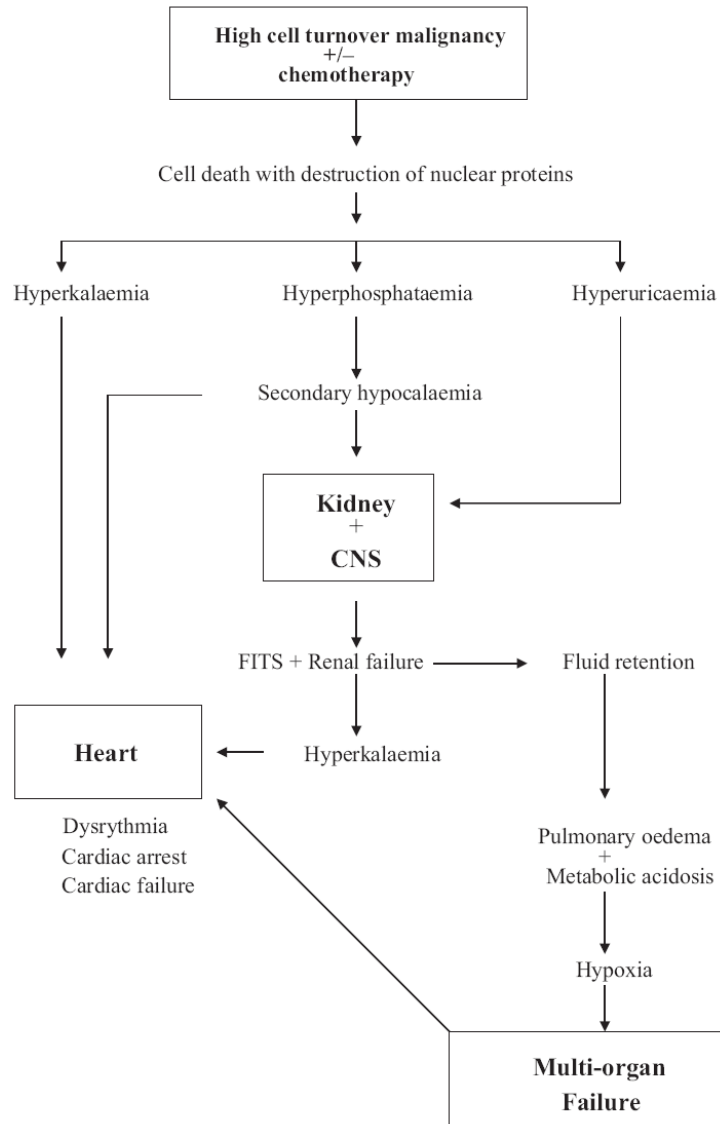 High cell turnover malignancy
+/–
chemotherapy
Cell death with destruction of nuclear proteins
Hyperkalaemia
Hyperphosphataemia
Hyperuricaemia
Secondary hypocalaemia
Kidney
+
CNS
FITS + Renal failure
Fluid retention
Heart
Hyperkalaemia
Dysrythmia
Cardiac arrest
Cardiac failure
Pulmonary oedema
+
Metabolic acidosis
Hypoxia
Multi-organ
Failure